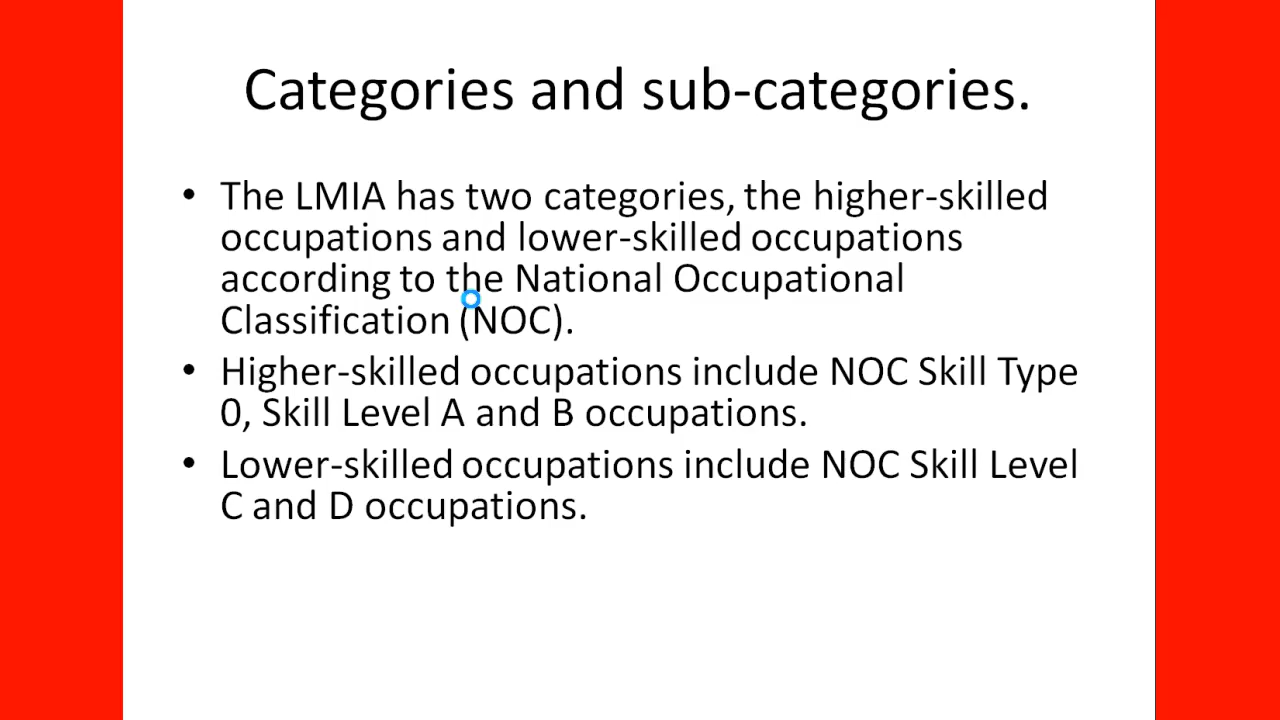 Categories and sub-categories.
• The LMIA has two categories, the higher-skilled
occupations and lower-skilled occupations
according to the National Occupational
Classification (NOC).
• Higher-skilled occupations include NOC Skill Type
0, Skill Level A and B occupations.
• Lower-skilled occupations include NOC Skill Level
C and D occupations.